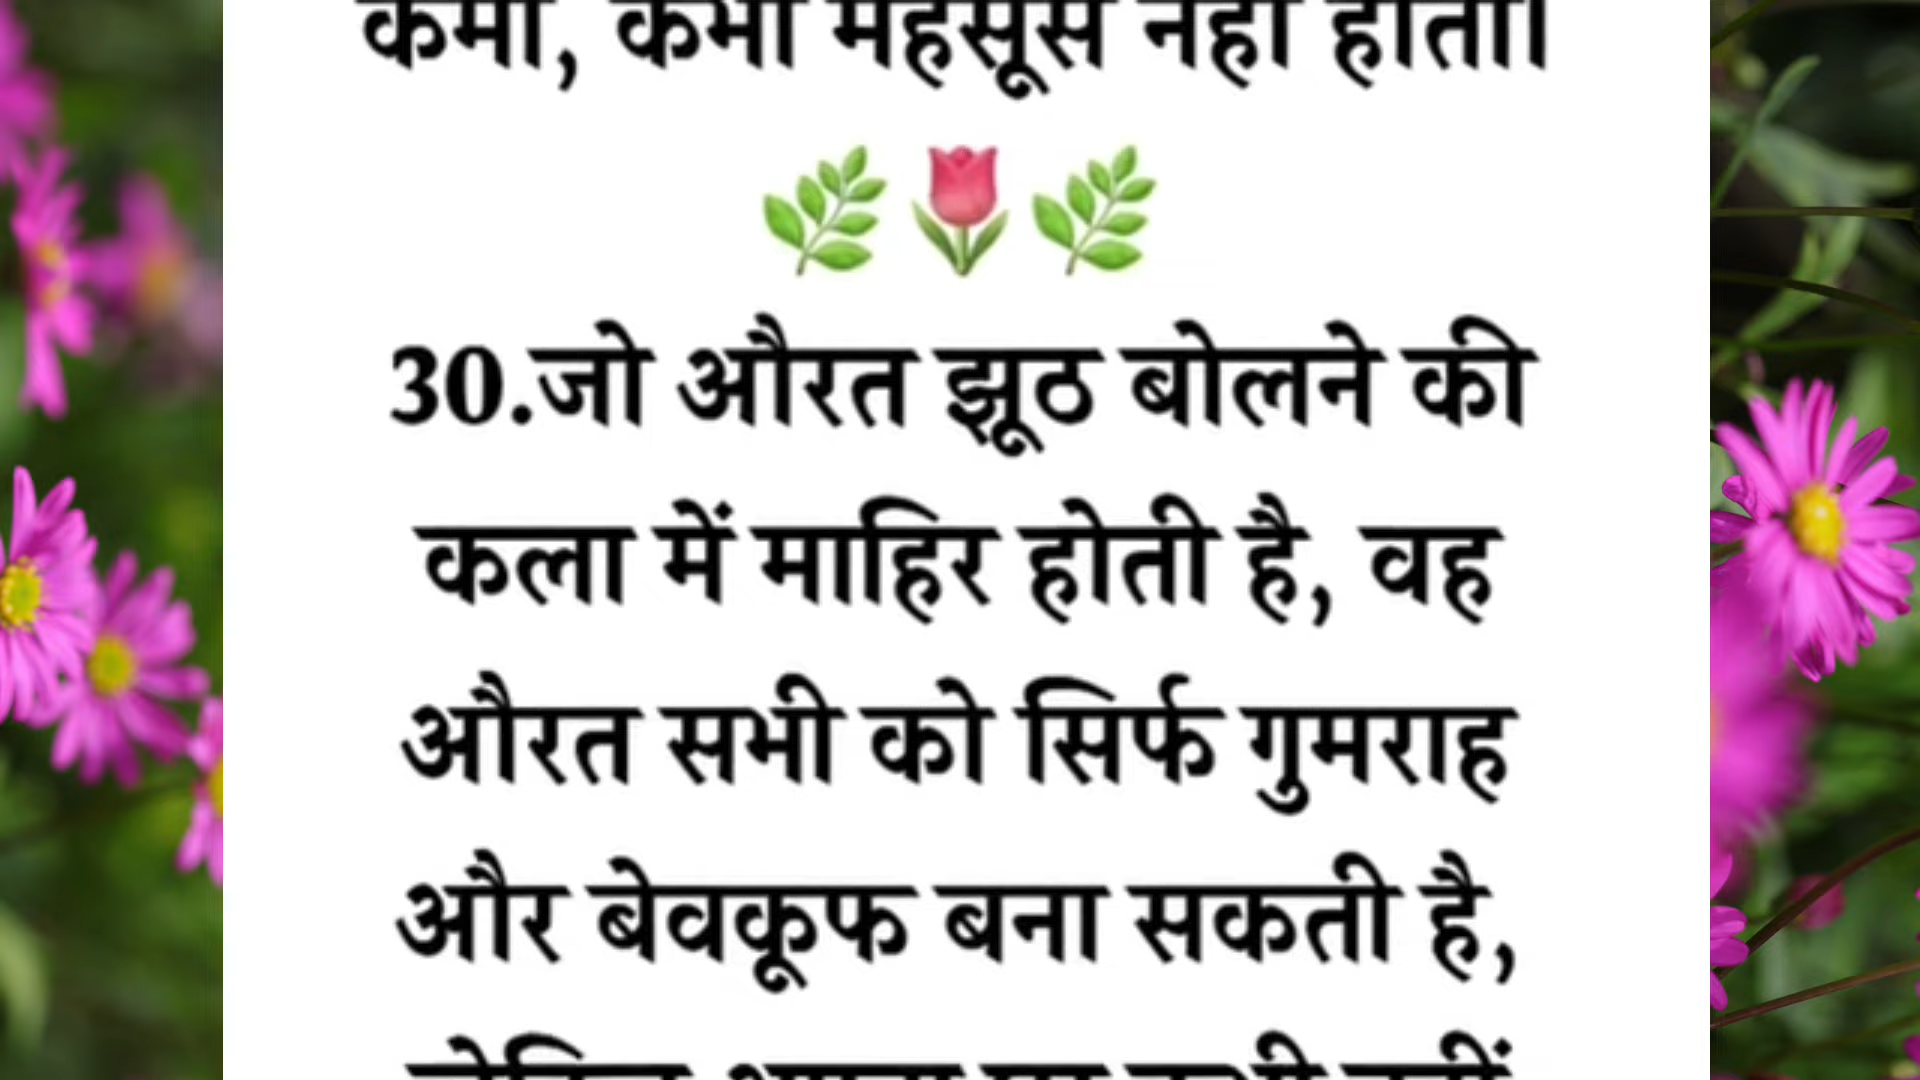 कमी, कभी महसूस नहीं होती।
30.जो औरत झूठ बोलने की
कला में माहिर होती है, वह
औरत सभी को सिर्फ गुमराह
और बेवकूफ बना सकती है,